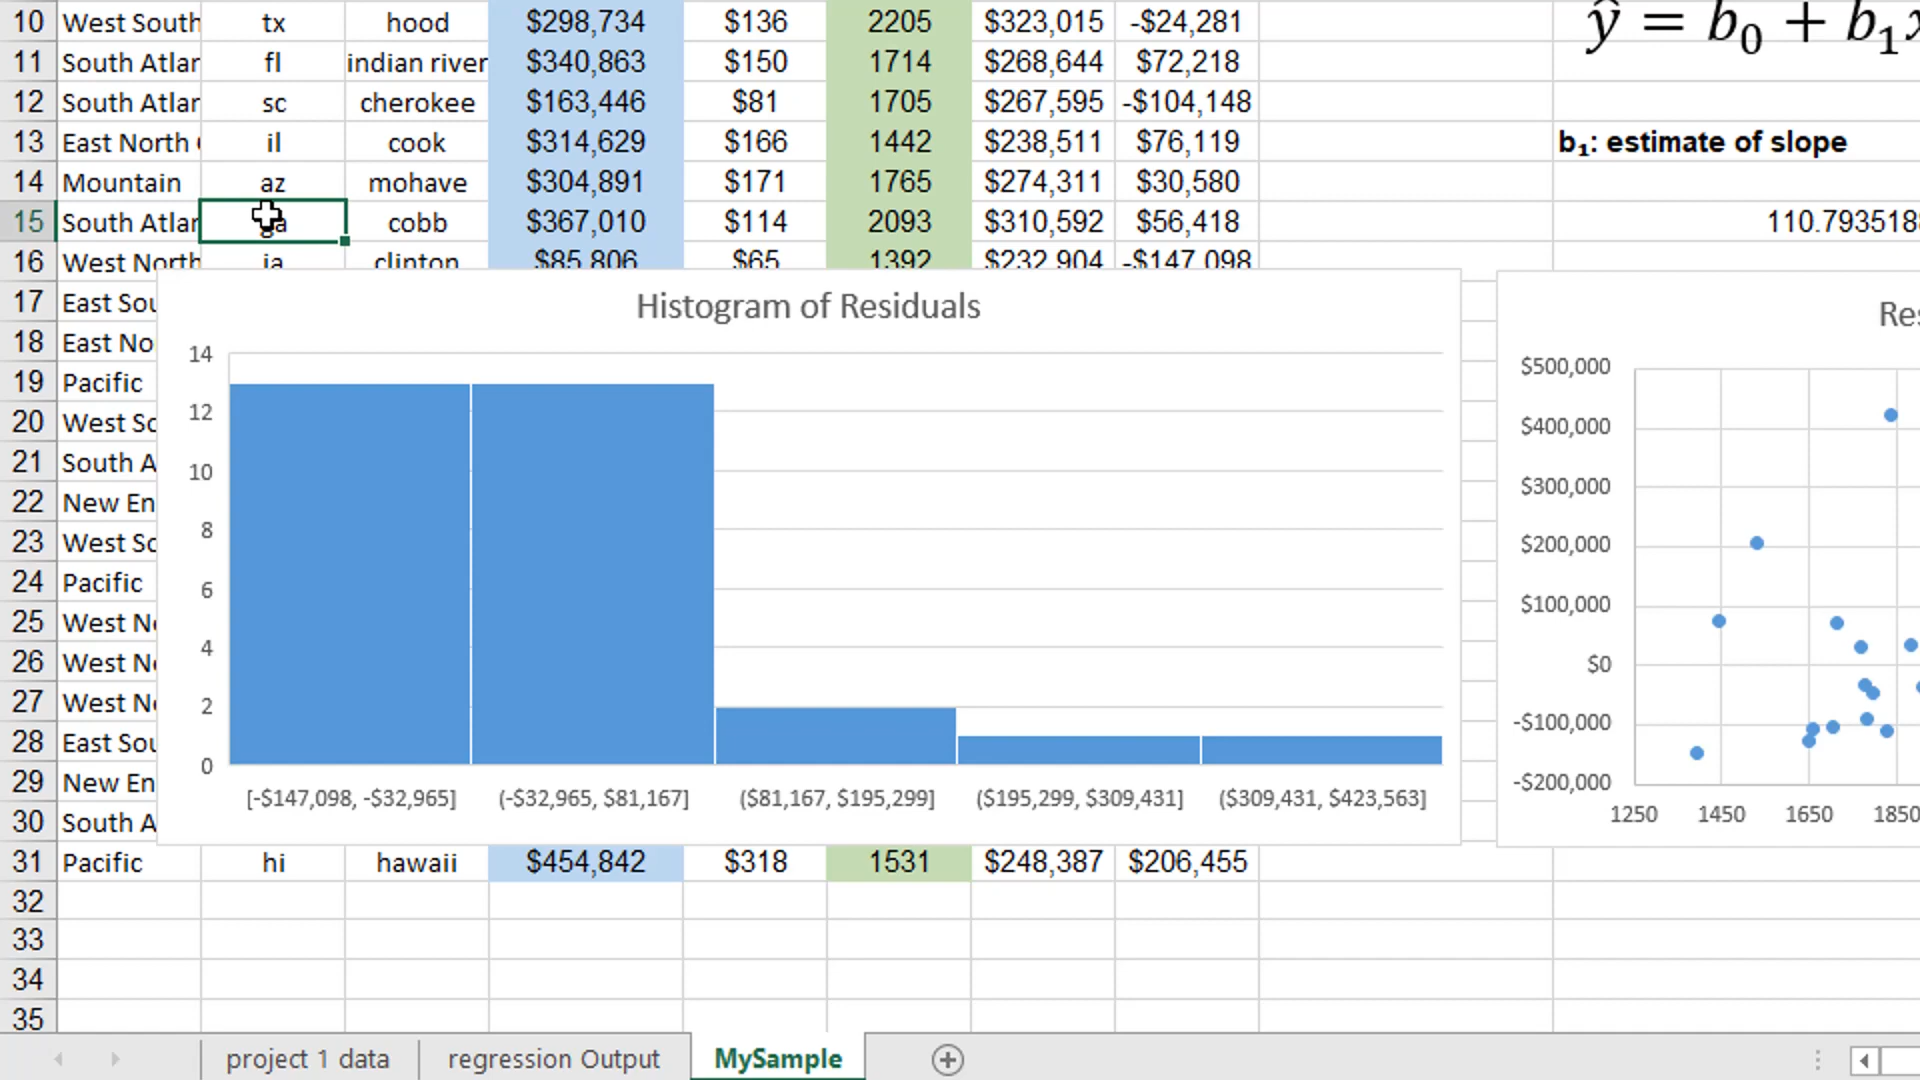 10 West South tx hood $298,734 $136 2205 $323,015 -$24,281
ŷ = b₀ + b₁x
11 South Atlar fl indian river $340,863 $150 1714 $268,644 $72,218
12 South Atlar sc cherokee $163,446 $81 1705 $267,595 -$104,148
13 East North il cook $314,629 $166 1442 $238,511 $76,119 b₁: estimate of slope
14 Mountain az mohave $304,891 $171 1765 $274,311 $30,580
15 South Atlar ga cobb $367,010 $114 2093 $310,592 $56,418 110.7935188
16 West North ia clinton $85,806 $65 1392 $232,904 -$147,098
17 East Sou
18 East No
19 Pacific
20 West So
21 South A
22 New En
23 West So
24 Pacific
25 West No
26 West No
27 West No
28 East Sou
29 New En
30 South A
Histogram of Residuals
14
12
10
8
6
4
2
0
[-$147,098, -$32,965] (-$32,965, $81,167] ($81,167, $195,299] ($195,299, $309,431] ($309,431, $423,563]
Res
$500,000
$400,000
$300,000
$200,000
$100,000
$0
-$100,000
-$200,000
1250 1450 1650 1850
31 Pacific hi hawaii $454,842 $318 1531 $248,387 $206,455
32
33
34
35
project 1 data regression Output MySample